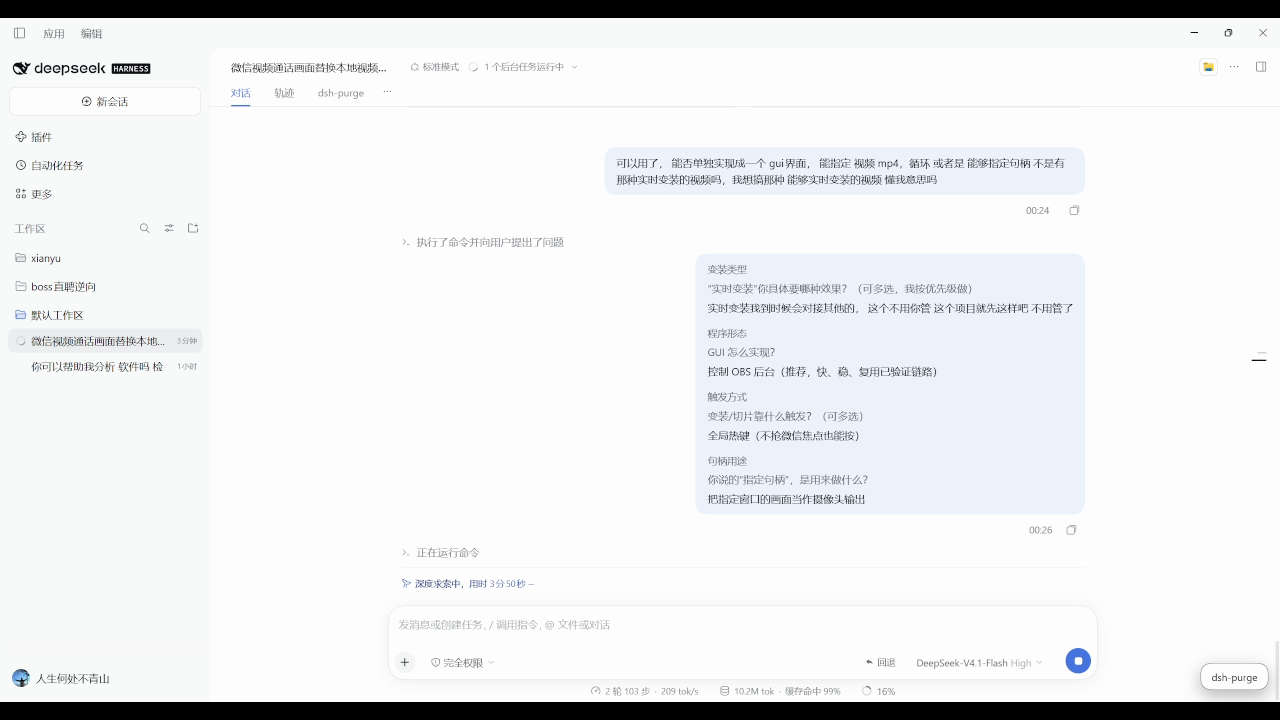 应用 编辑
deepseek HARNESS
新会话
插件
自动化任务
更多
工作区
xianyu
boss直聘逆向
默认工作区
微信视频通话画面替换本地... 3分钟
你可以帮助我分析 软件吗 检 1小时
人生何处不青山
微信视频通话画面替换本地视频... 标准模式 1 个后台任务运行中
对话 轨迹 dsh-purge ...
可以用了， 能否单独实现成一个 gui界面， 能指定 视频 mp4，循环 或者是 能够指定句柄 不是有
那种实时变装的视频吗，我想搞那种 能够实时变装的视频 懂我意思吗
00:24
执行了命令并向用户提出了问题
变装类型
“实时变装”你具体要哪种效果？（可多选，我按优先级做）
实时变装我到时候会对接其他的， 这个不用你管 这个项目就先这样吧 不用管了
程序形态
GUI 怎么实现？
控制 OBS 后台（推荐，快、稳、复用已验证链路）
触发方式
变装/切片靠什么触发？（可多选）
全局热键（不抢微信焦点也能按）
句柄用途
你说的“指定句柄”，是用来做什么？
把指定窗口的画面当作摄像头输出
00:26
正在运行命令
深度求索中，用时 3 分 50 秒 ···
发消息或创建任务, / 调用指令, @ 文件或对话
完全权限 回退 DeepSeek-V4.1-Flash High
2 轮 103 步 · 209 tok/s 10.2M tok · 缓存命中 99% 16%
dsh-purge